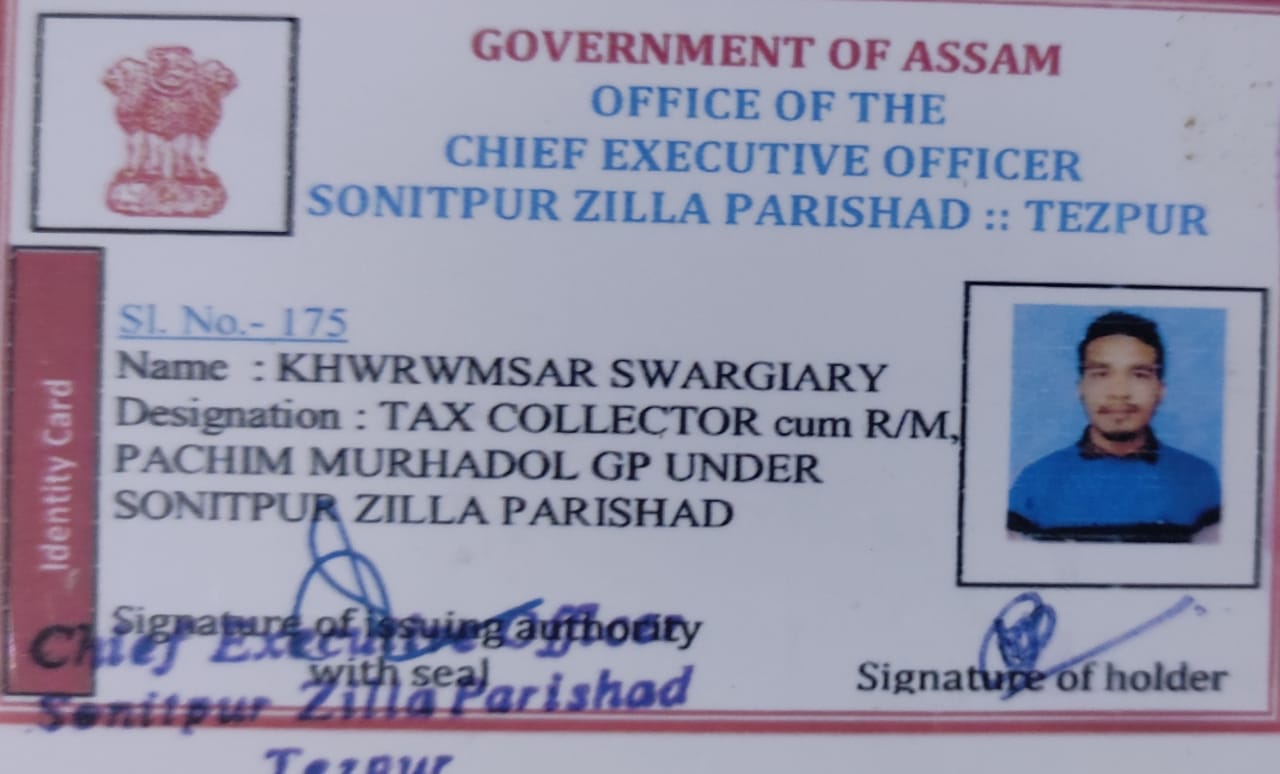 GOVERNMENT OF ASSAM
OFFICE OF THE
CHIEF EXECUTIVE OFFICER
SONITPUR ZILLA PARISHAD :: TEZPUR
Identity Card
Sl. No.- 175
Name : KHWRWMSAR SWARGIARY
Designation : TAX COLLECTOR cum R/M,
PACHIM MURHADOL GP UNDER
SONITPUR ZILLA PARISHAD
Signature of issuing authority
with seal
Chief Executive Officer
Sonitpur Zilla Parishad
Tezpur
Signature of holder